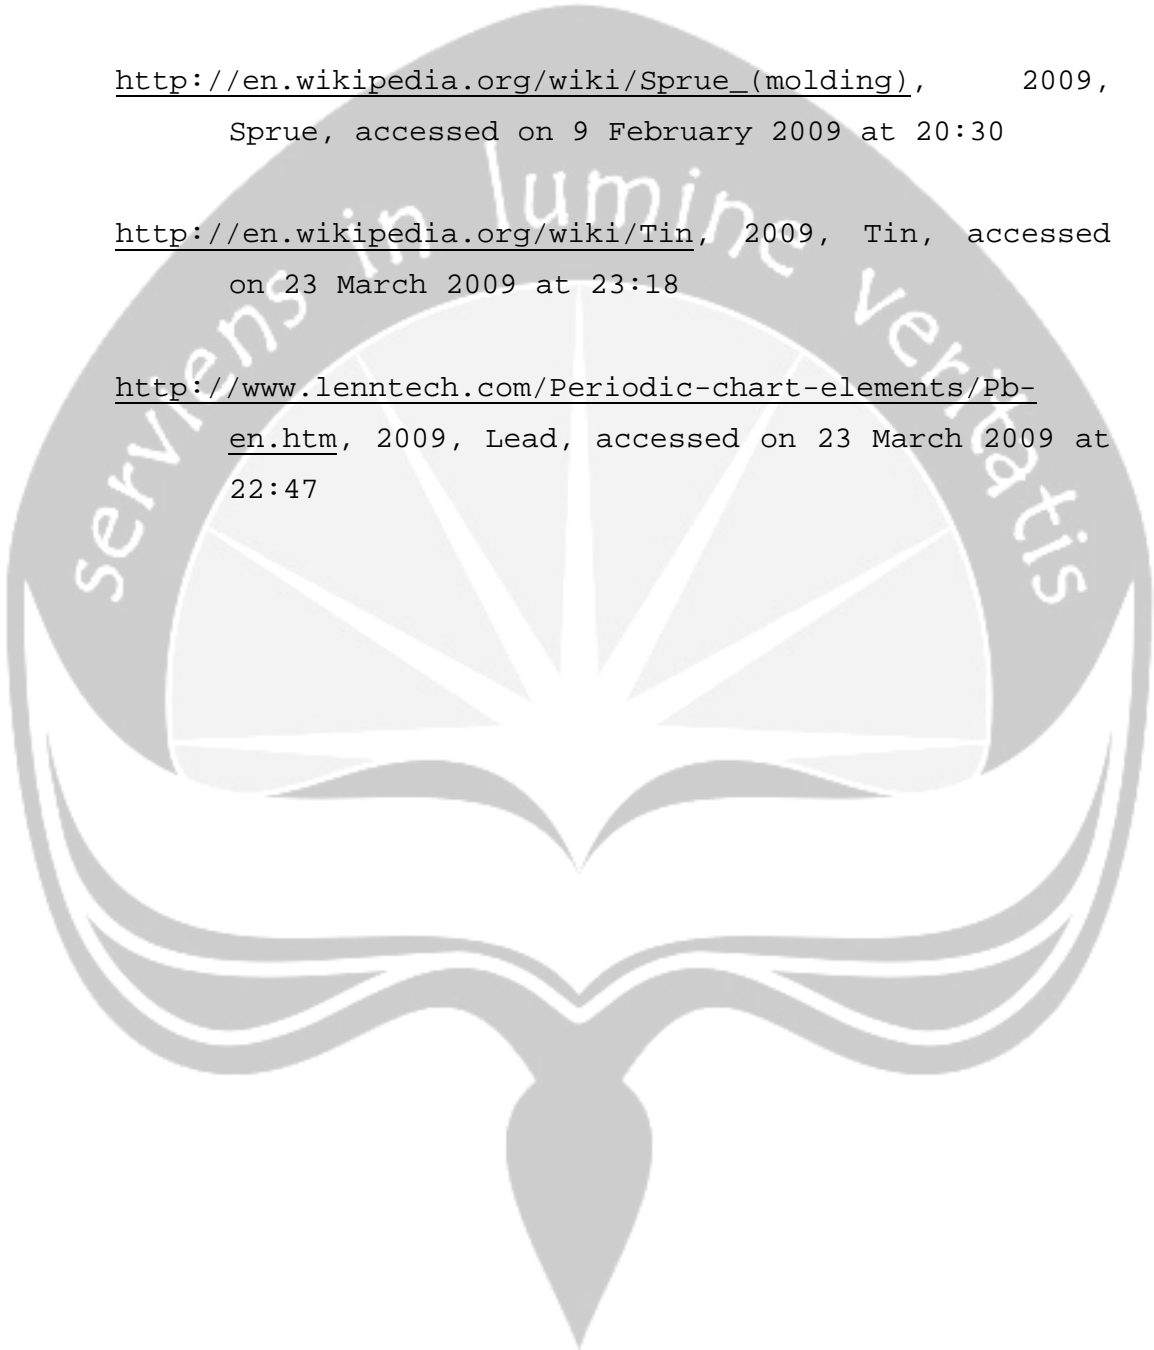 http://en.wikipedia.org/wiki/Sprue_(molding), 2009,
Sprue, accessed on 9 February 2009 at 20:30
http://en.wikipedia.org/wiki/Tin, 2009, Tin, accessed
on 23 March 2009 at 23:18
http://www.lenntech.com/Periodic-chart-elements/Pb-
en.htm, 2009, Lead, accessed on 23 March 2009 at
22:47
serviens in lumine veritatis